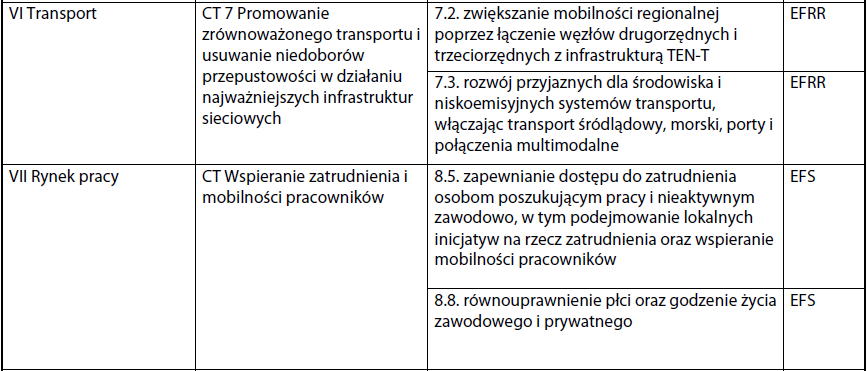 VI Transport
CT 7 Promowanie
zrównoważonego transportu i
usuwanie niedoborów
przepustowości w działaniu
najważniejszych infrastruktur
sieciowych
7.2. zwiększanie mobilności regionalnej
poprzez łączenie węzłów drugorzędnych i
trzeciorzędnych z infrastrukturą TEN-T
EFRR
7.3. rozwój przyjaznych dla środowiska i
niskoemisyjnych systemów transportu,
włączając transport śródlądowy, morski, porty i
połączenia multimodalne
EFRR
VII Rynek pracy
CT Wspieranie zatrudnienia i
mobilności pracowników
8.5. zapewnianie dostępu do zatrudnienia
osobom poszukującym pracy i nieaktywnym
zawodowo, w tym podejmowanie lokalnych
inicjatyw na rzecz zatrudnienia oraz wspieranie
mobilności pracowników
EFS
8.8. równouprawnienie płci oraz godzenie życia
zawodowego i prywatnego
EFS